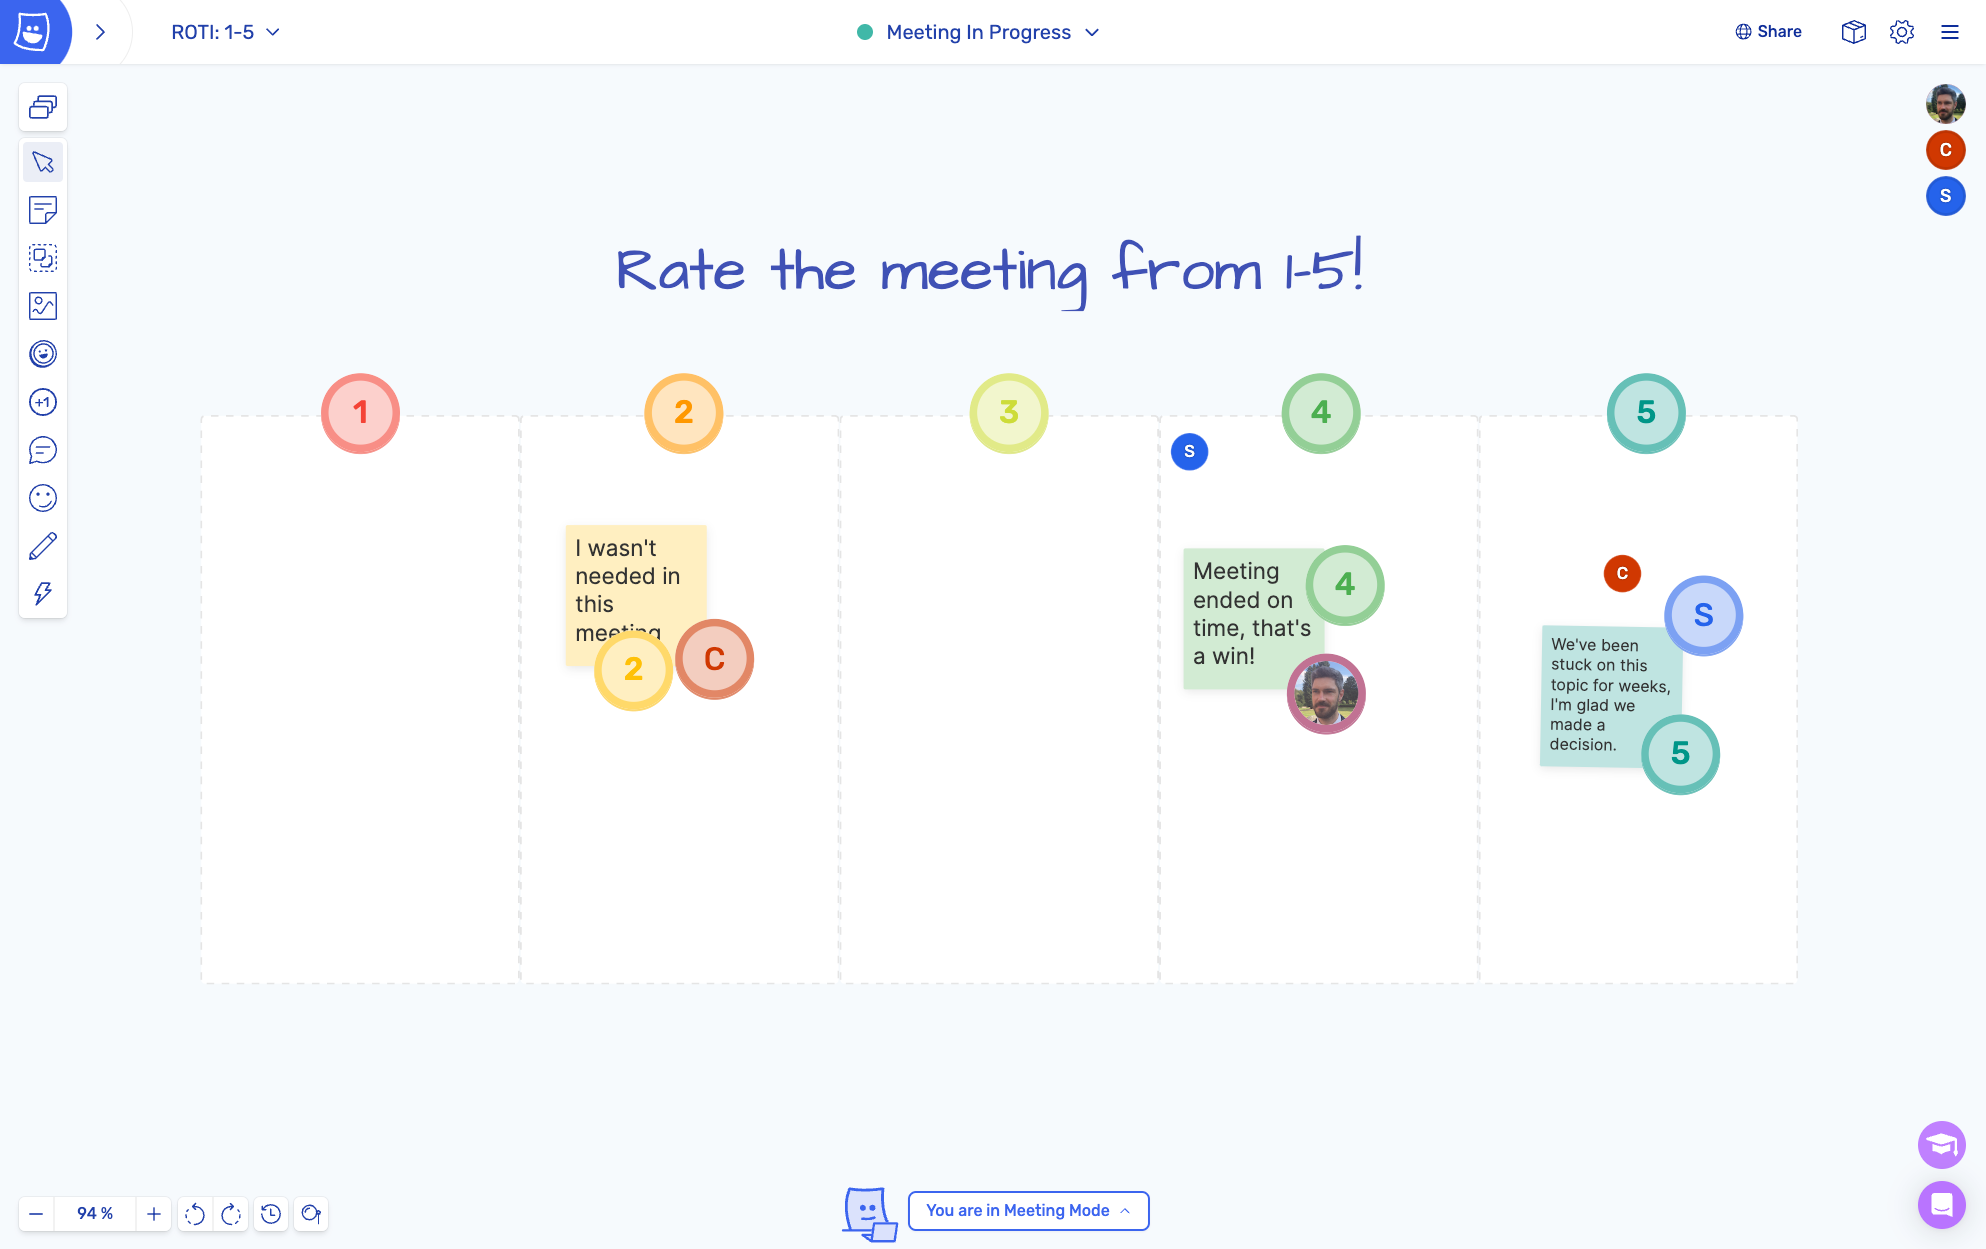 ROTI: 1-5
Meeting In Progress
Share
C
S
Rate the meeting from 1-5!
1
2
3
4
5
S
I wasn't
needed in
this
meeting
2
C
Meeting
ended on
time, that's
a win!
4
C
S
We've been
stuck on this
topic for weeks,
I'm glad we
made a
decision.
5
+1
94 %
You are in Meeting Mode